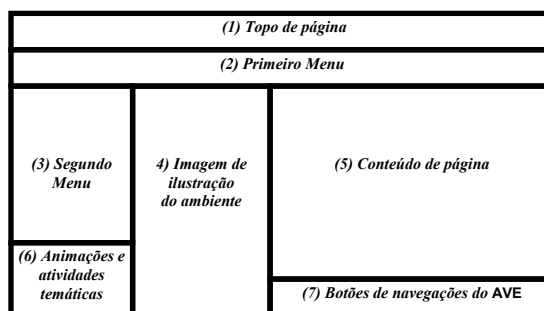 (1) Topo de página
(2) Primeiro Menu
(3) Segundo
Menu
4) Imagem de
ilustração
do ambiente
(5) Conteúdo de página
(6) Animações e
atividades
temáticas
(7) Botões de navegações do AVE